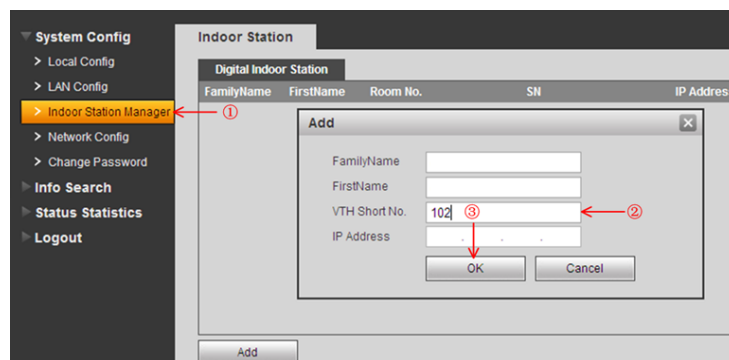 System Config
> Local Config
> LAN Config
> Indoor Station Manager
> Network Config
> Change Password
Info Search
Status Statistics
Logout
Indoor Station
Digital Indoor Station
FamilyName FirstName Room No. SN IP Addres
①
Add
FamilyName
FirstName
VTH Short No. 102 ③ ②
IP Address . . .
OK Cancel
Add